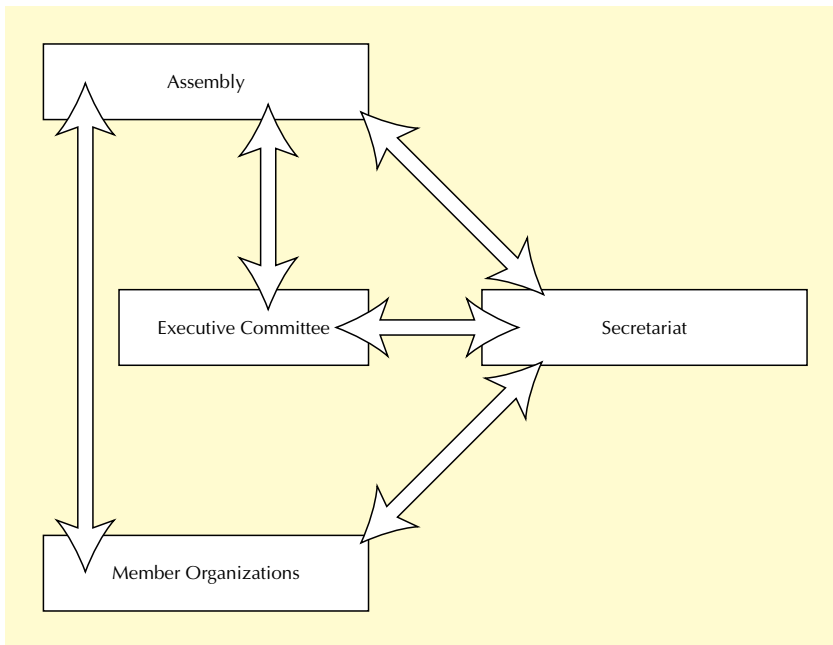 Assembly
Executive Committee
Secretariat
Member Organizations